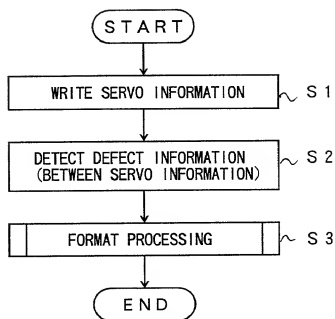 START
WRITE SERVO INFORMATION
S1
DETECT DEFECT INFORMATION
(BETWEEN SERVO INFORMATION)
S2
FORMAT PROCESSING
S3
END